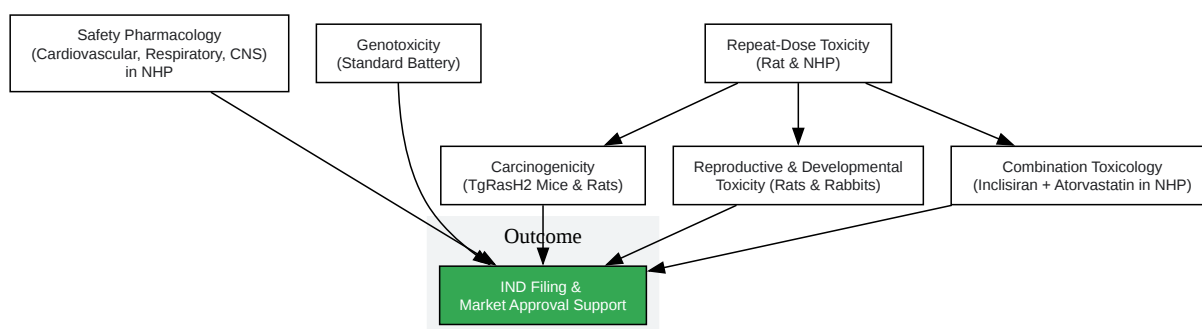 Safety Pharmacology
(Cardiovascular, Respiratory, CNS)
in NHP
Genotoxicity
(Standard Battery)
Repeat-Dose Toxicity
(Rat & NHP)
Carcinogenicity
(TgRasH2 Mice & Rats)
Reproductive & Developmental
Toxicity (Rats & Rabbits)
Combination Toxicology
(Inclisiran + Atorvastatin in NHP)
Outcome
IND Filing &
Market Approval Support